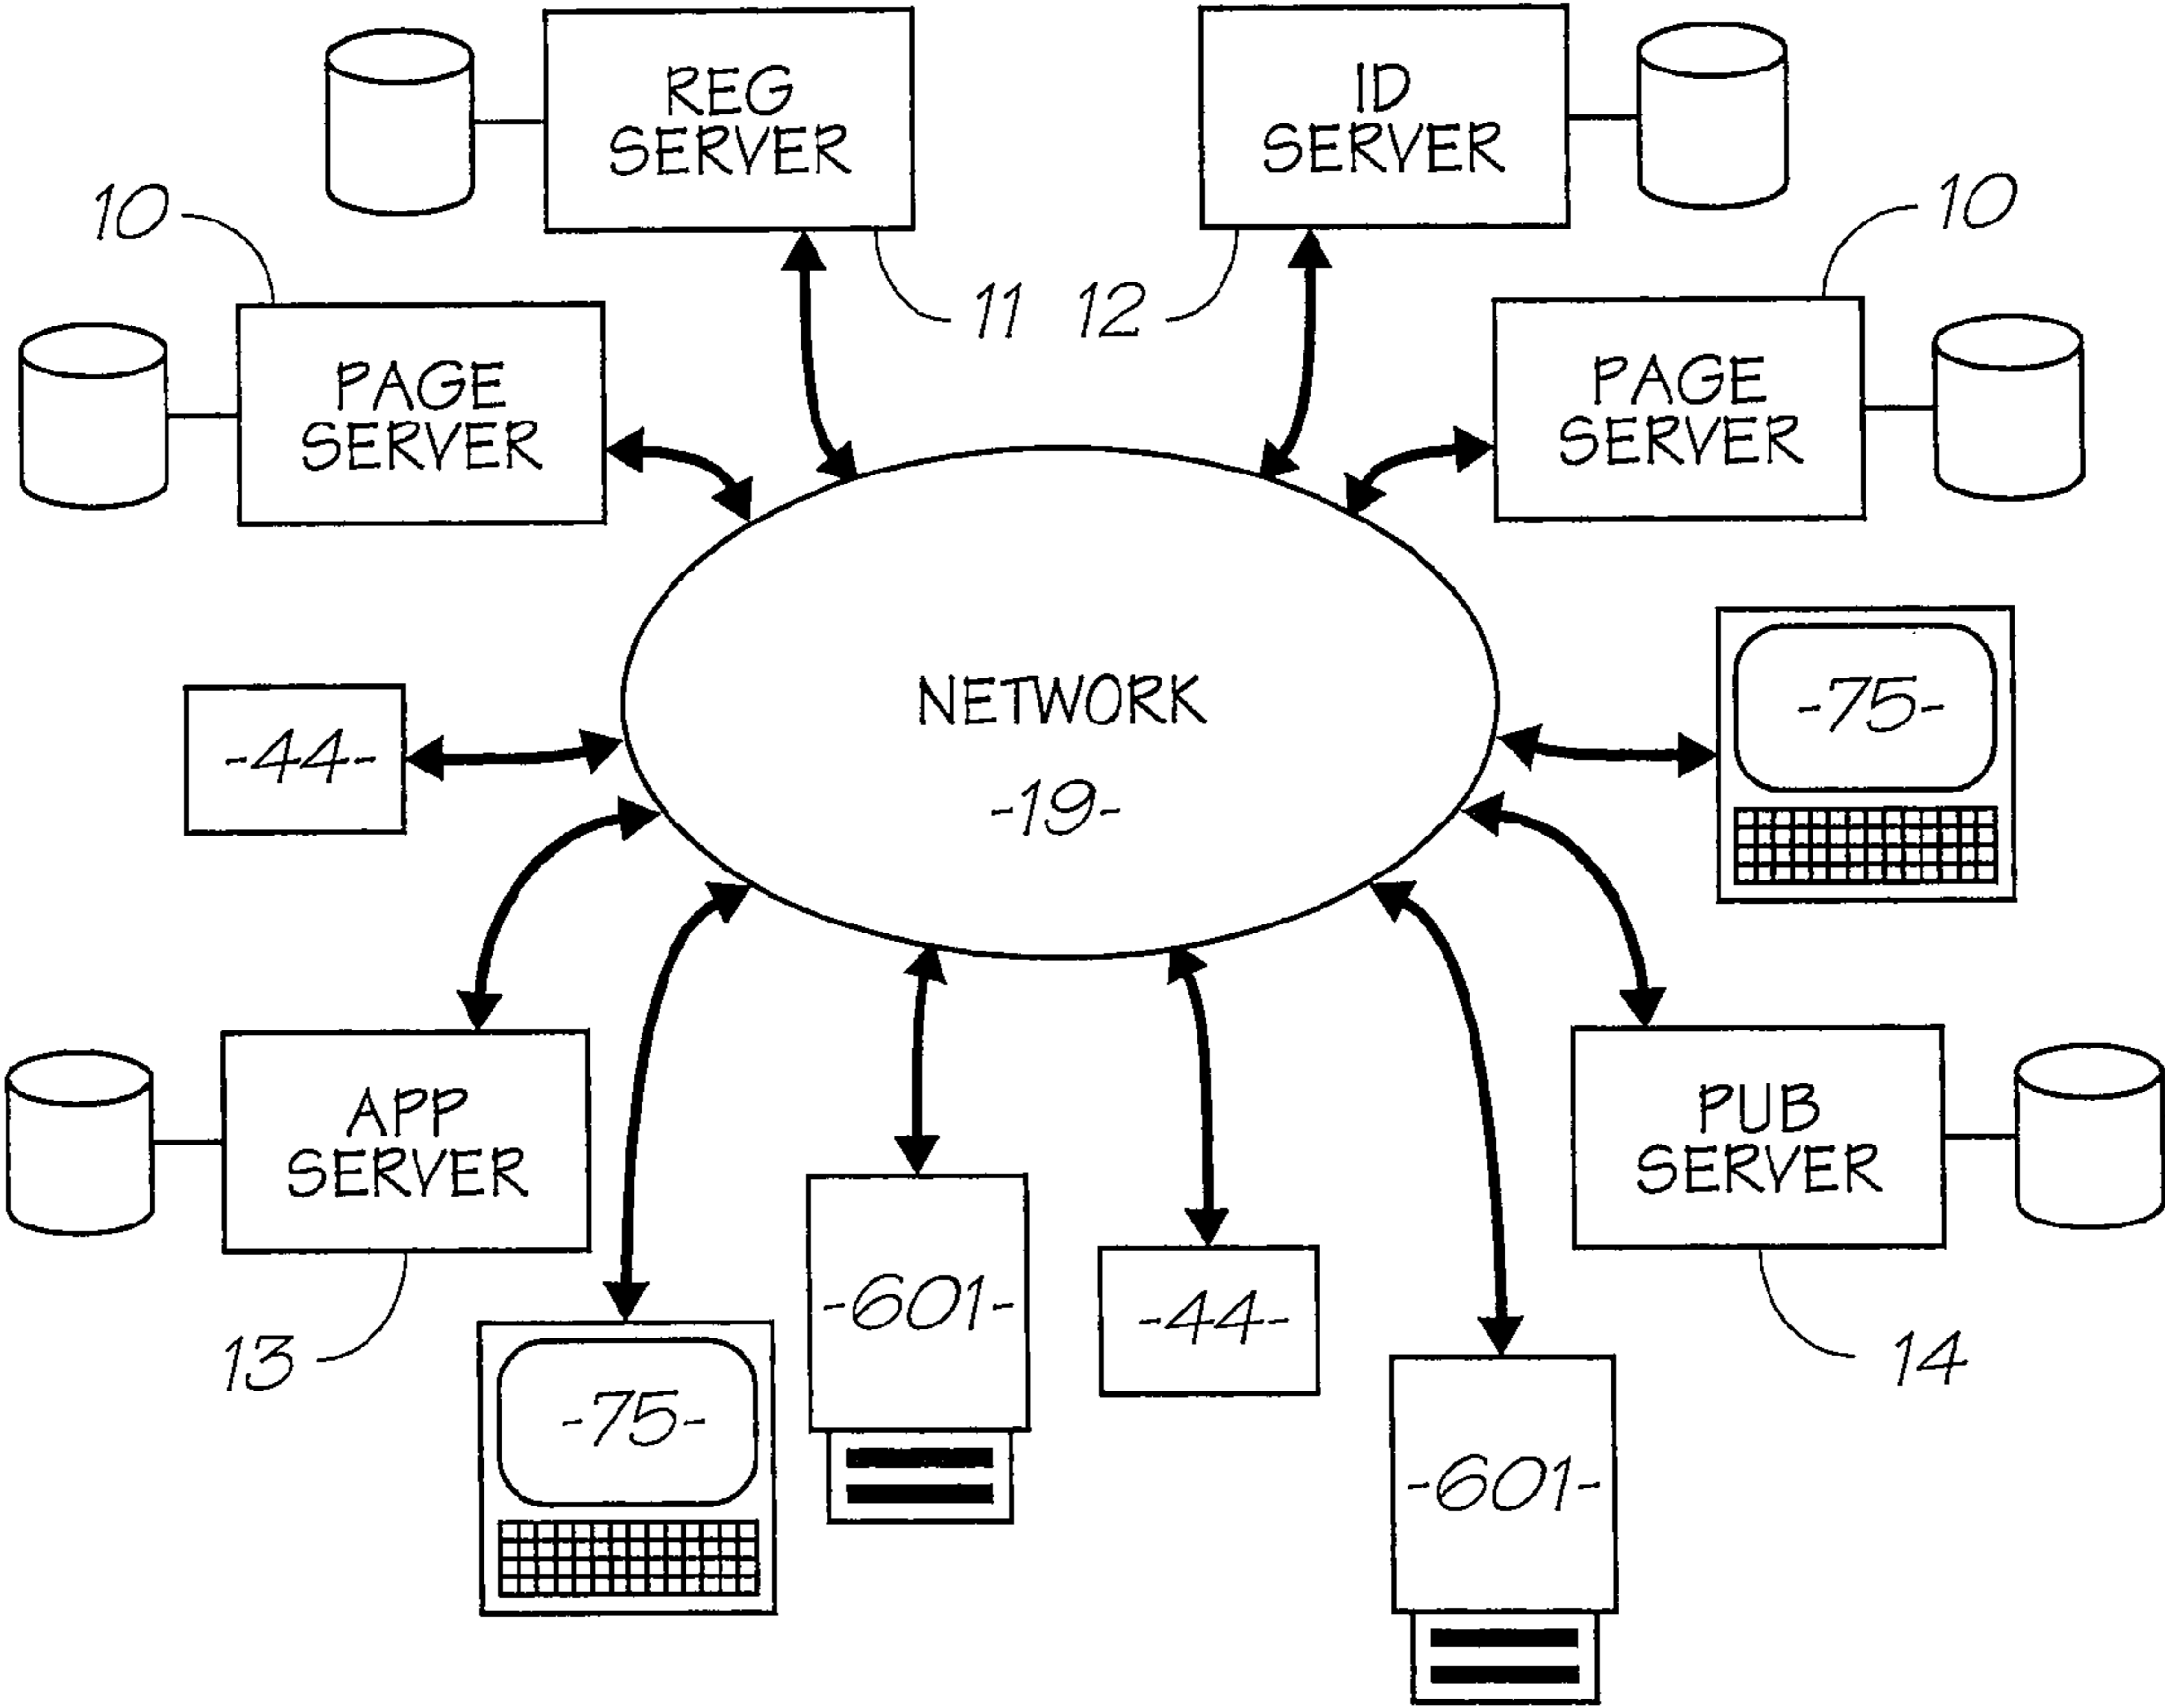 REG
SERVER
ID
SERVER
10
10
11
12
PAGE
SERVER
PAGE
SERVER
NETWORK
-19-
-75-
-44-
APP
SERVER
PUB
SERVER
-601-
-44-
13
14
-75-
-601-